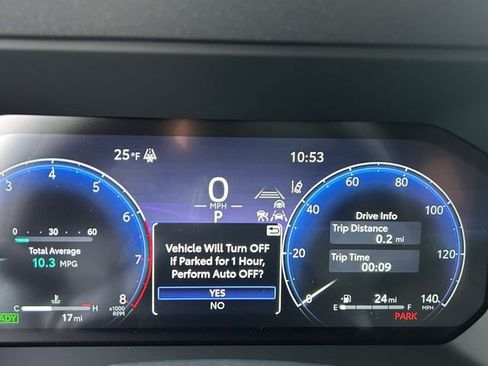 25°F
10:53
3 4 5 6 7 8
x1000
RPM
0 30 60
Total Average
10.3 MPG
C H
17 mi
0
MPH
P
Vehicle Will Turn OFF
if Parked for 1 Hour,
Perform Auto OFF?
YES
NO
0 20 40 60 80 100 120 140
MPH
Drive Info
Trip Distance
0.2 mi
Trip Time
00:09
E F
24 mi
PARK